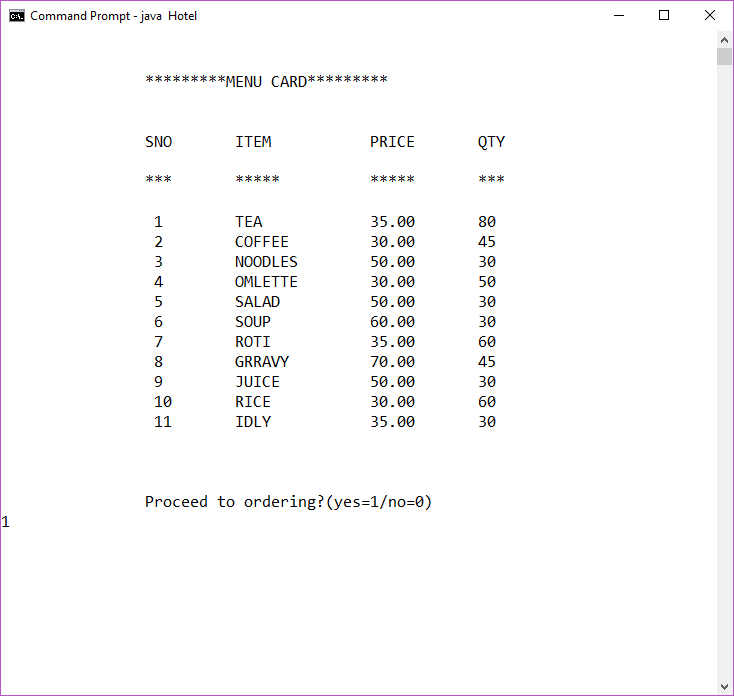 Command Prompt - java  Hotel
*********MENU CARD*********
SNO ITEM PRICE QTY
*** ***** ***** ***
1 TEA 35.00 80
2 COFFEE 30.00 45
3 NOODLES 50.00 30
4 OMLETTE 30.00 50
5 SALAD 50.00 30
6 SOUP 60.00 30
7 ROTI 35.00 60
8 GRRAVY 70.00 45
9 JUICE 50.00 30
10 RICE 30.00 60
11 IDLY 35.00 30
Proceed to ordering?(yes=1/no=0)
1